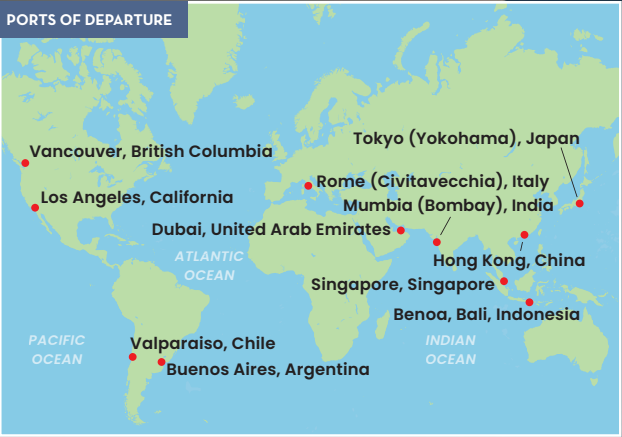 PORTS OF DEPARTURE
Tokyo (Yokohama), Japan
Vancouver, British Columbia
Rome (Civitavecchia), Italy
Los Angeles, California
Mumbia (Bombay), India
Dubai, United Arab Emirates
ATLANTIC
OCEAN
Hong Kong, China
Singapore, Singapore
Benoa, Bali, Indonesia
PACIFIC
OCEAN
Valparaiso, Chile
INDIAN
OCEAN
Buenos Aires, Argentina